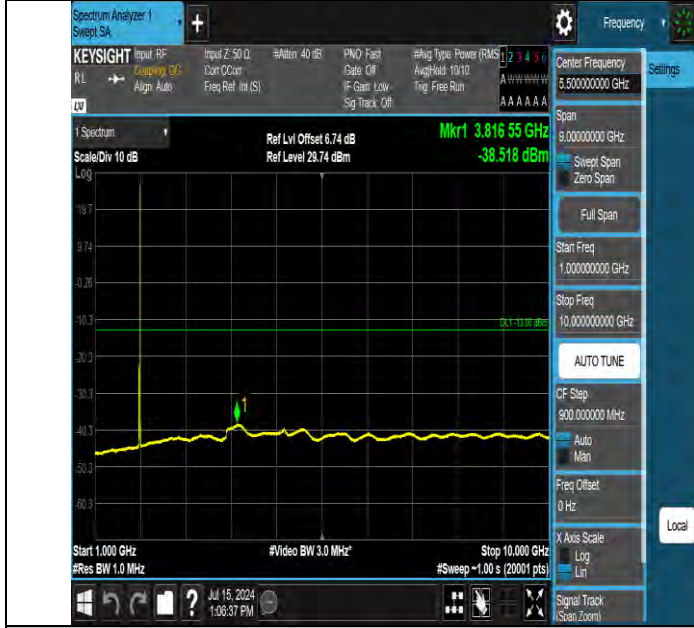 Spectrum Analyzer 1
Swept SA
Frequency
KEYSIGHT Input: RF
Input Z: 50 Ω
#Atten: 40 dB
PNO: Fast
#Avg Type: Power (RMS
1 2 3 4 5 6
RL
Coupling: DC
Corr CCorr
Gate: Off
Avg|Hold: 10/10
A W W W W W
Align: Auto
Freq Ref: Int (S)
IF Gain: Low
Trig: Free Run
Sig Track: Off
A A A A A A
LXI
1 Spectrum
Scale/Div 10 dB
Ref Lvl Offset 6.74 dB
Ref Level 29.74 dBm
Mkr1 3.816 55 GHz
-38.518 dBm
Log
19.7
9.74
-0.26
-10.3
DL1 -13.00 dBm
-20.3
-30.3
1
-40.3
-50.3
-60.3
Start 1.000 GHz
#Video BW 3.0 MHz*
Stop 10.000 GHz
#Res BW 1.0 MHz
#Sweep ~1.00 s (20001 pts)
Jul 15, 2024
1:06:37 PM
Center Frequency
5.500000000 GHz
Settings
Span
9.00000000 GHz
Swept Span
Zero Span
Full Span
Start Freq
1.000000000 GHz
Stop Freq
10.000000000 GHz
AUTO TUNE
CF Step
900.000000 MHz
Auto
Man
Freq Offset
0 Hz
X Axis Scale
Log
Lin
Local
Signal Track
(Span Zoom)